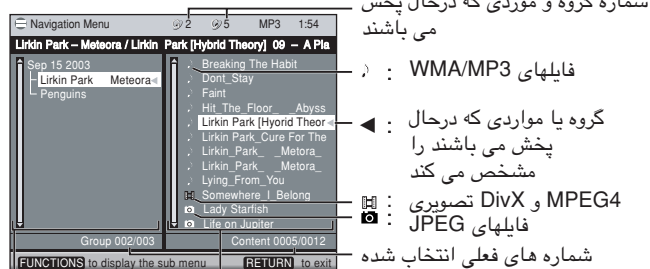 شماره گروه و موردی که درحال پخش
می باشند
Navigation Menu 2 5 MP3 1:54
Lirkin Park – Meteora / Lirkin Park [Hybrid Theory] 09 – A Pla
Sep 15 2003
Lirkin Park Meteora
Penguins
Breaking The Habit
Dont_Stay
Faint
Hit_The_Floor_ _Abyss
Lirkin Park [Hyorid Theor
Lirkin Park_Cure For The
Lirkin_Park_ _Metora_
Lirkin_Park_ _Metora_
Lying_From_You
Somewhere_I_Belong
Lady Starfish
Life on Jupiter
Group 002/003 Content 0005/0012
FUNCTIONS to display the sub menu RETURN to exit
♪ : فایلهای WMA/MP3
◀ : گروه یا مواردی که درحال
پخش می باشند را
مشخص می کند
: تصویری DivX و MPEG4
: فایلهای JPEG
شماره های فعلی انتخاب شده